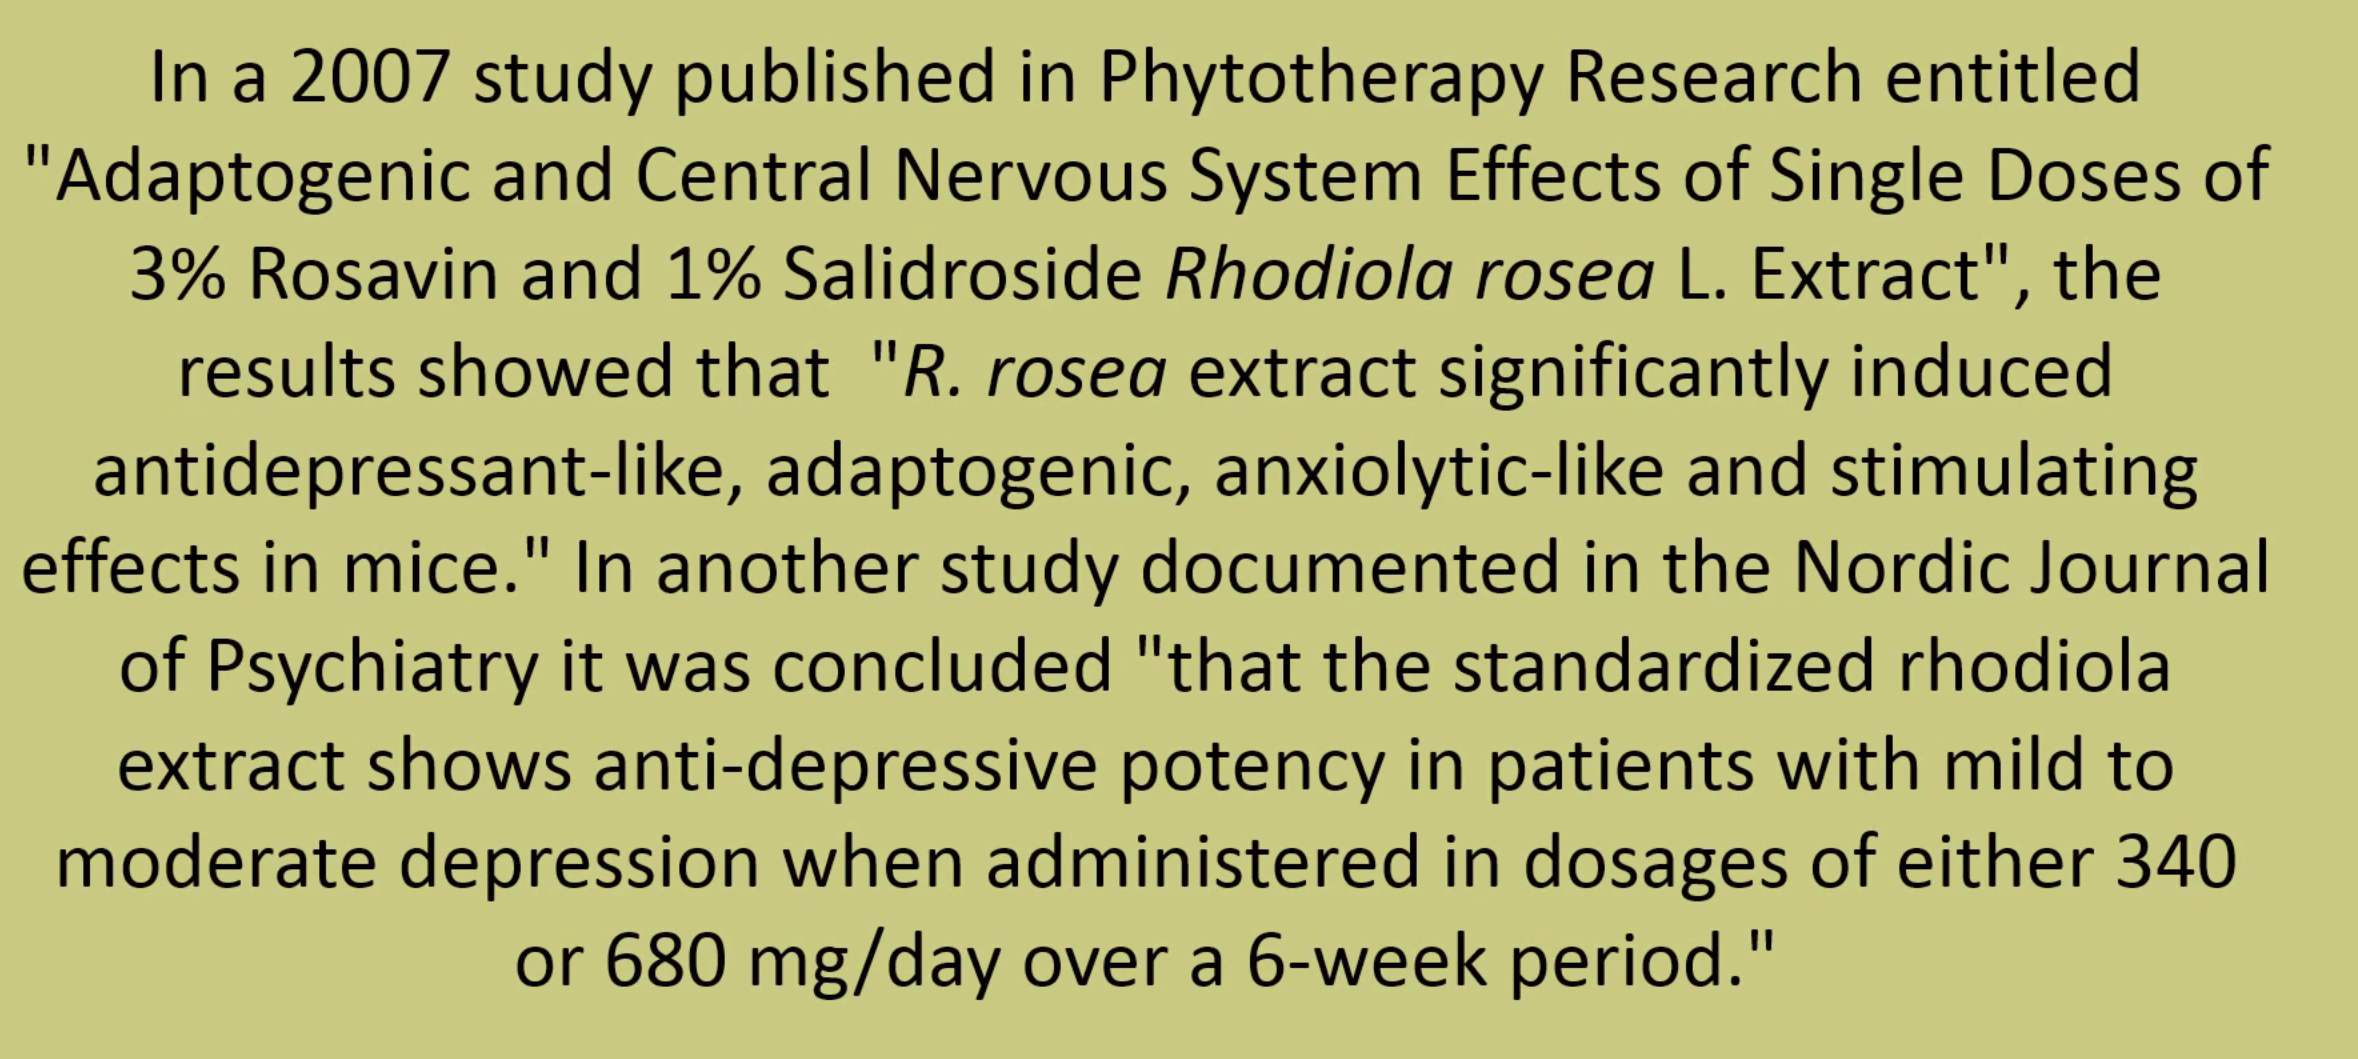 In a 2007 study published in Phytotherapy Research entitled
"Adaptogenic and Central Nervous System Effects of Single Doses of
3% Rosavin and 1% Salidroside Rhodiola rosea L. Extract", the
results showed that  "R. rosea extract significantly induced
antidepressant-like, adaptogenic, anxiolytic-like and stimulating
effects in mice." In another study documented in the Nordic Journal
of Psychiatry it was concluded "that the standardized rhodiola
extract shows anti-depressive potency in patients with mild to
moderate depression when administered in dosages of either 340
or 680 mg/day over a 6-week period."